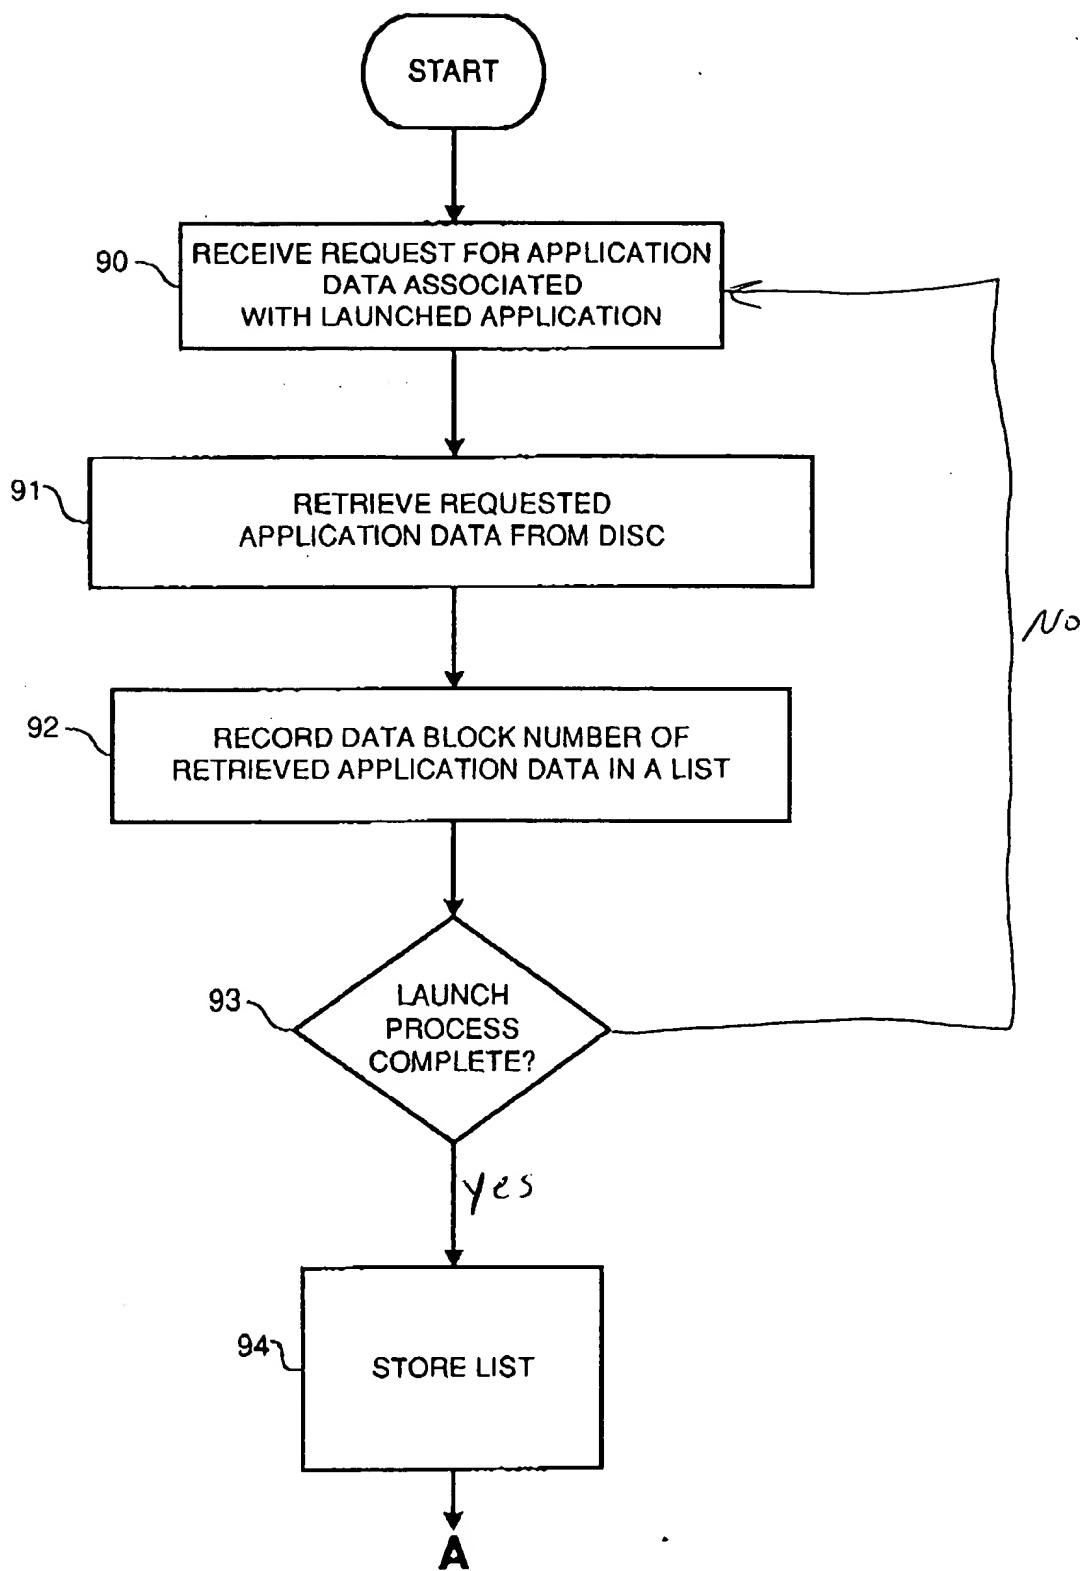 START
90
RECEIVE REQUEST FOR APPLICATION
DATA ASSOCIATED
WITH LAUNCHED APPLICATION
91
RETRIEVE REQUESTED
APPLICATION DATA FROM DISC
No
92
RECORD DATA BLOCK NUMBER OF
RETRIEVED APPLICATION DATA IN A LIST
93
LAUNCH
PROCESS
COMPLETE?
yes
94
STORE LIST
A